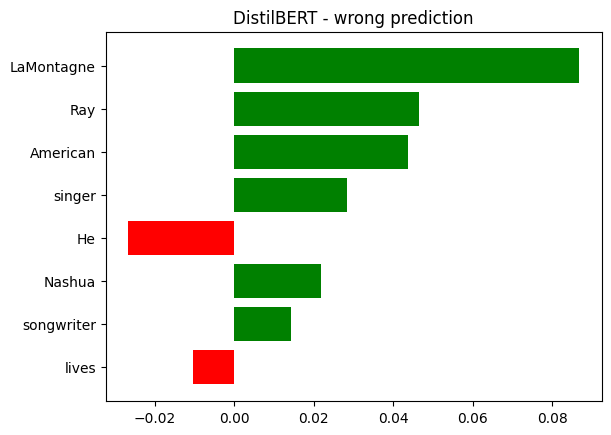 DistilBERT - wrong prediction
LaMontagne
Ray
American
singer
He
Nashua
songwriter
lives
−0.02 0.00 0.02 0.04 0.06 0.08